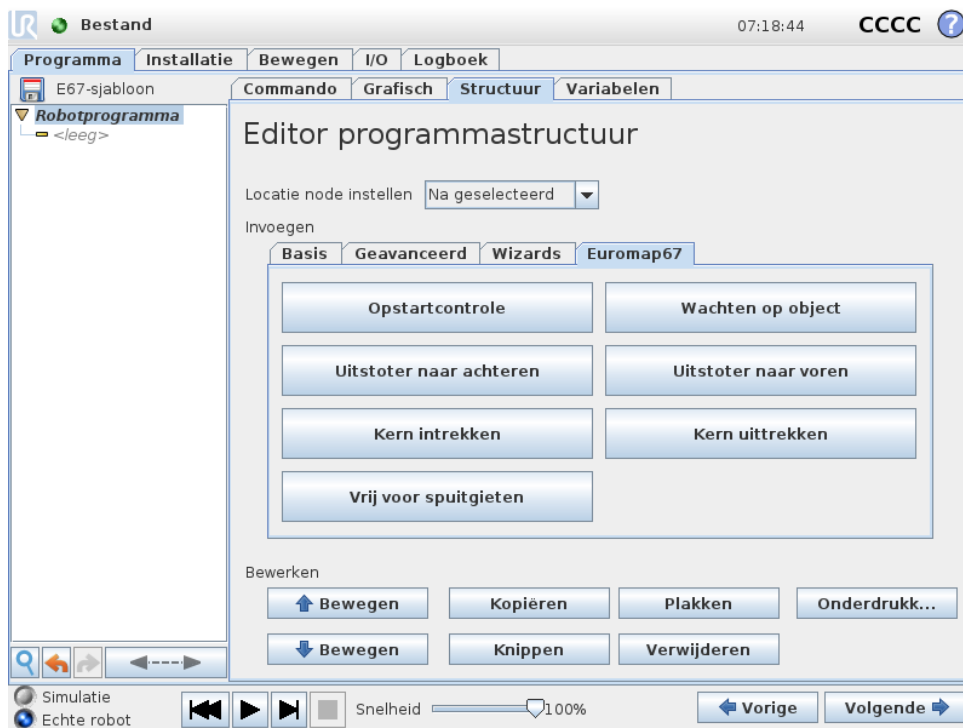 UR Bestand 07:18:44 CCCC ?
Programma Installatie Bewegen I/O Logboek
E67-sjabloon
Commando Grafisch Structuur Variabelen
Robotprogramma
<leeg>
Editor programmastructuur
Locatie node instellen Na geselecteerd
Invoegen
Basis Geavanceerd Wizards Euromap67
Opstartcontrole Wachten op object
Uitstoter naar achteren Uitstoter naar voren
Kern intrekken Kern uittrekken
Vrij voor spuitgieten
Bewerken
Bewegen Kopiëren Plakken Onderdrukk...
Bewegen Knippen Verwijderen
Simulatie
Echte robot
Snelheid 100%
Vorige Volgende